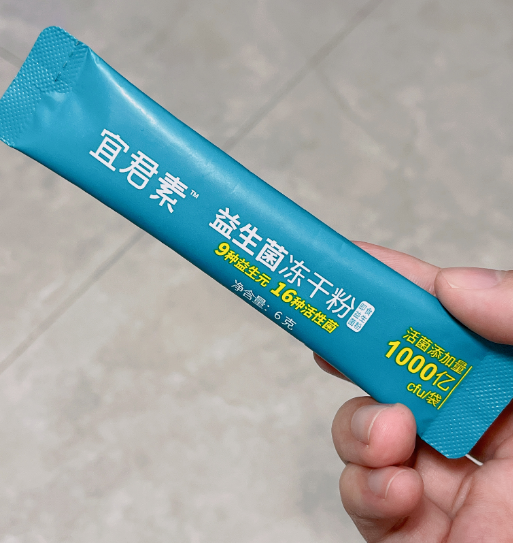 宜君素™
益生菌冻干粉
9种益生元 16种活性菌
净含量：6克
活菌添加量
1000亿
cfu/袋